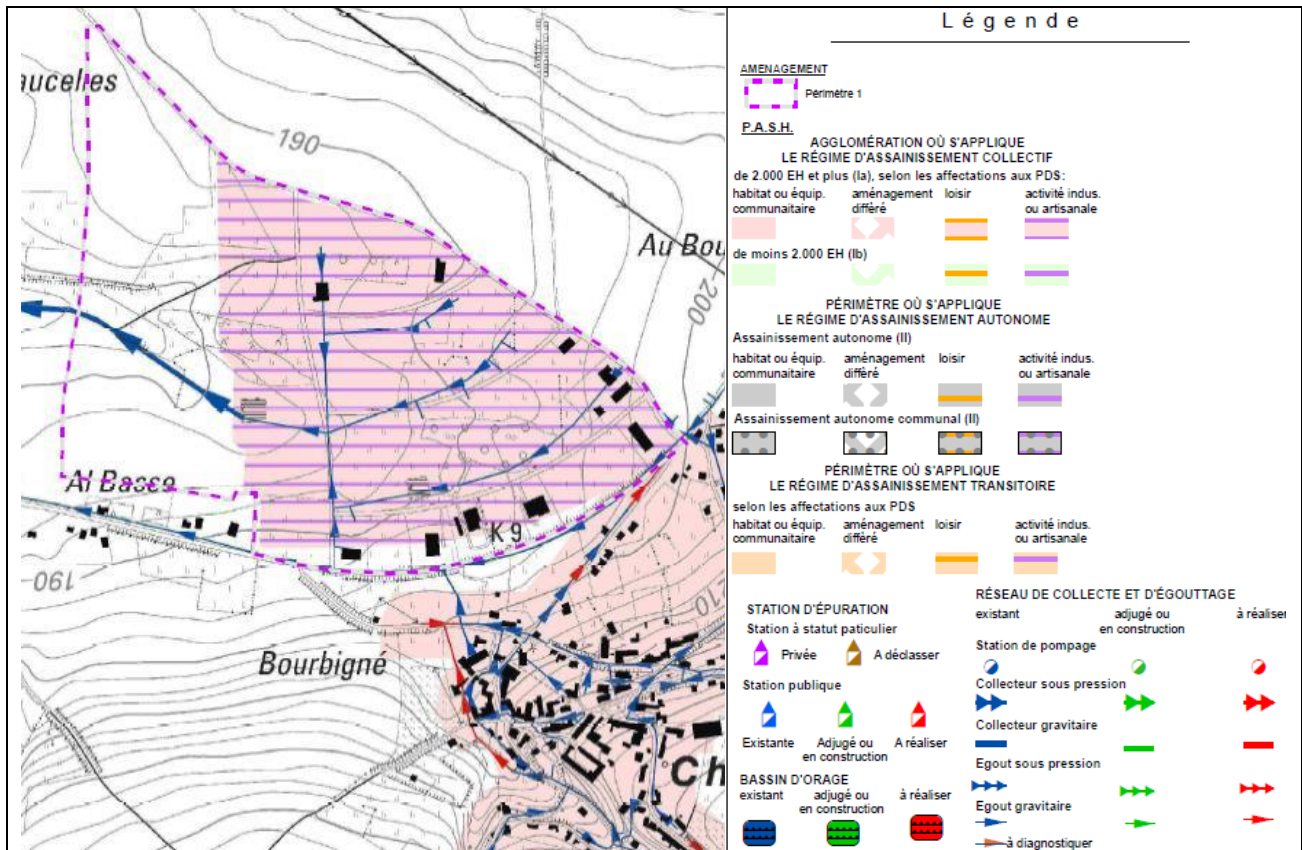 aucelles
190
Au Bou
200
Al Basse
K 9
190
210
Bourbigné
Ch
Légende
AMENAGEMENT
Périmètre 1
P.A.S.H.
AGGLOMÉRATION OÙ S'APPLIQUE
LE RÉGIME D'ASSAINISSEMENT COLLECTIF
de 2.000 EH et plus (Ia), selon les affectations aux PDS:
habitat ou équip. aménagement loisir activité indus.
communaitaire différé ou artisanale
de moins 2.000 EH (Ib)
PÉRIMÈTRE OÙ S'APPLIQUE
LE RÉGIME D'ASSAINISSEMENT AUTONOME
Assainissement autonome (II)
habitat ou équip. aménagement loisir activité indus.
communaitaire différé ou artisanale
Assainissement autonome communal (II)
PÉRIMÈTRE OÙ S'APPLIQUE
LE RÉGIME D'ASSAINISSEMENT TRANSITOIRE
selon les affectations aux PDS
habitat ou équip. aménagement loisir activité indus.
communaitaire différé ou artisanale
STATION D'ÉPURATION
Station à statut paticulier
Privée A déclasser
Station publique
Existante Adjugé ou A réaliser
en construction
BASSIN D'ORAGE
existant adjugé ou à réaliser
en construction
RÉSEAU DE COLLECTE ET D'ÉGOUTTAGE
existant adjugé ou à réaliser
en construction
Station de pompage
Collecteur sous pression
Collecteur gravitaire
Egout sous pression
Egout gravitaire
à diagnostiquer